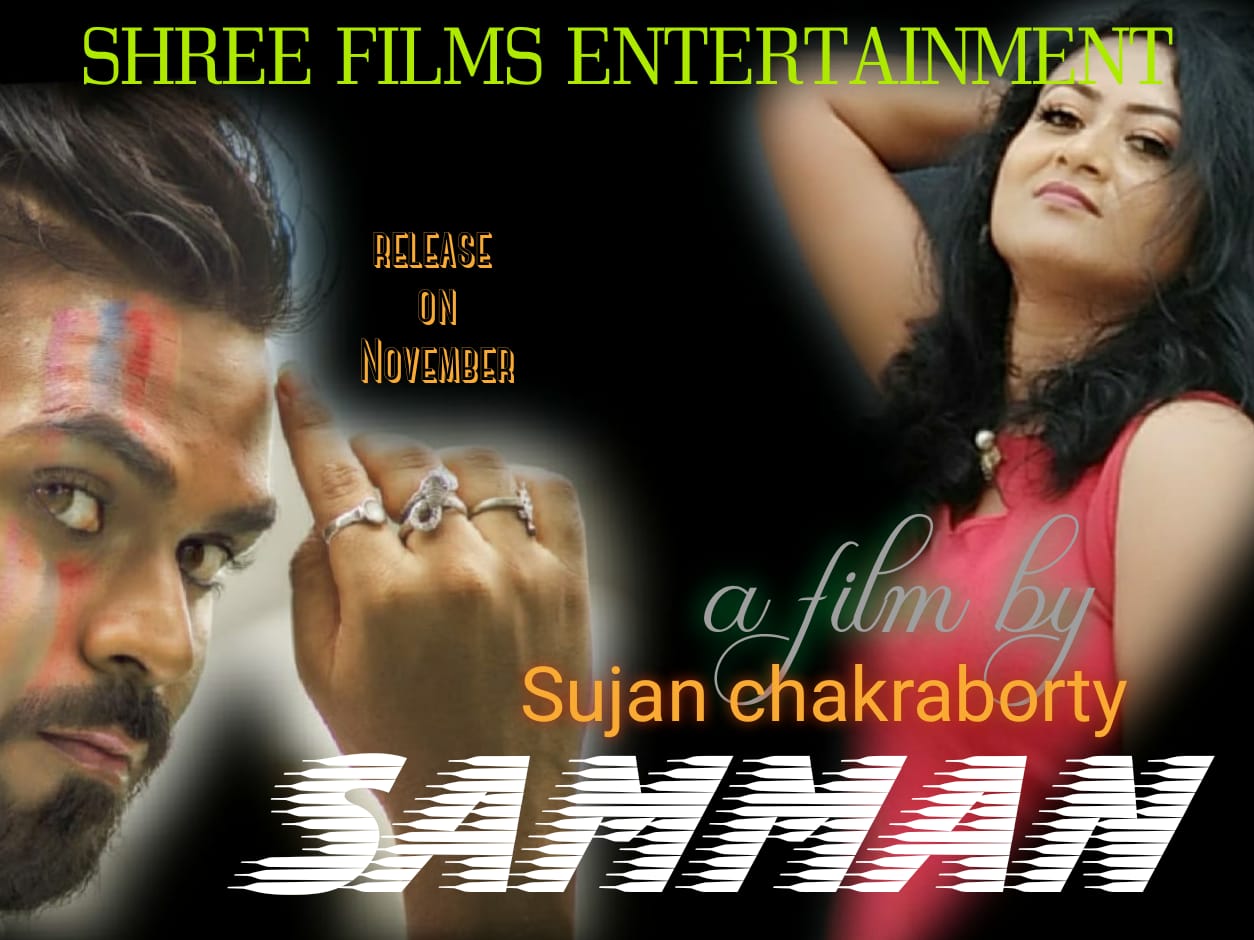 SHREE FILMS ENTERTAINMENT
RELEASE
ON
NOVEMBER
a film by
Sujan chakraborty
SAMMAN